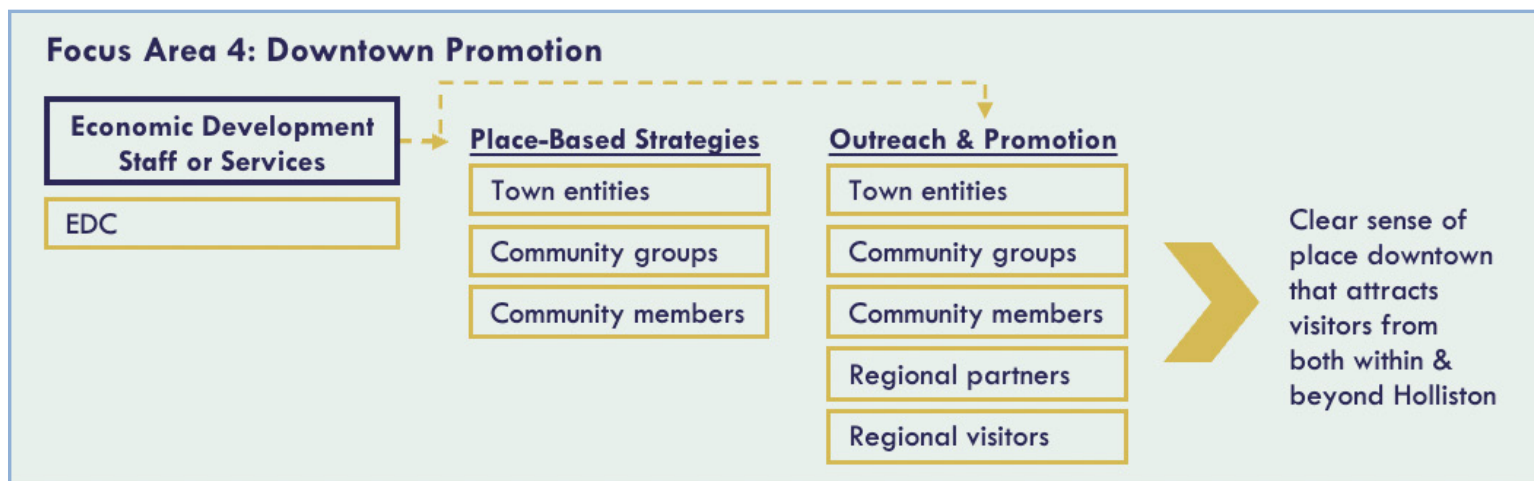 Focus Area 4: Downtown Promotion
Economic Development
Staff or Services
EDC
Place-Based Strategies
Town entities
Community groups
Community members
Outreach & Promotion
Town entities
Community groups
Community members
Regional partners
Regional visitors
Clear sense of
place downtown
that attracts
visitors from
both within &
beyond Holliston